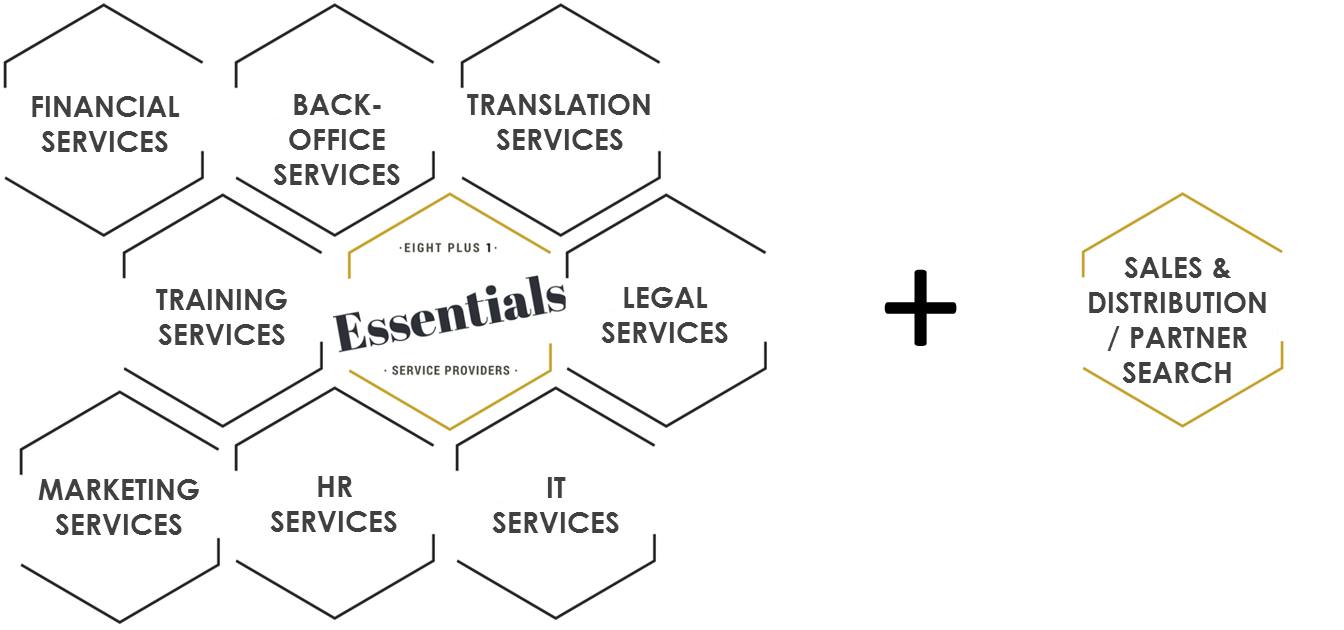 FINANCIAL
SERVICES
BACK-
OFFICE
SERVICES
TRANSLATION
SERVICES
TRAINING
SERVICES
·EIGHT PLUS 1·
Essentials
· SERVICE PROVIDERS ·
LEGAL
SERVICES
+
SALES &
DISTRIBUTION
/ PARTNER
SEARCH
MARKETING
SERVICES
HR
SERVICES
IT
SERVICES